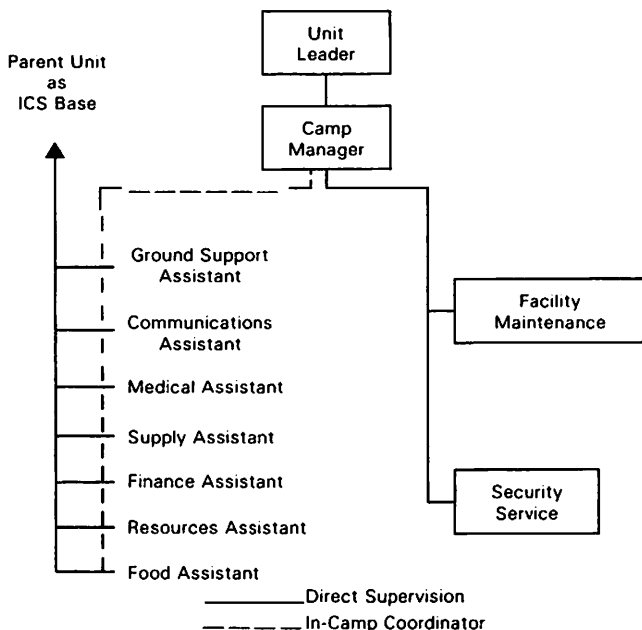 Unit
Leader
Parent Unit
as
ICS Base
Camp
Manager
Ground Support
Assistant
Communications
Assistant
Medical Assistant
Supply Assistant
Finance Assistant
Resources Assistant
Food Assistant
Facility
Maintenance
Security
Service
Direct Supervision
In-Camp Coordinator